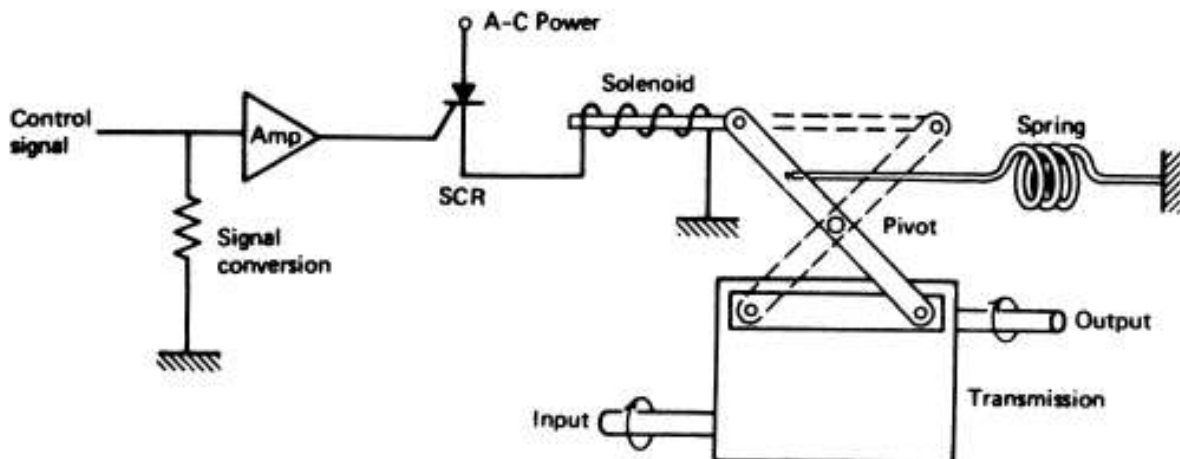 A-C Power
Solenoid
Control
signal
Amp
Spring
SCR
Signal
conversion
Pivot
Output
Transmission
Input